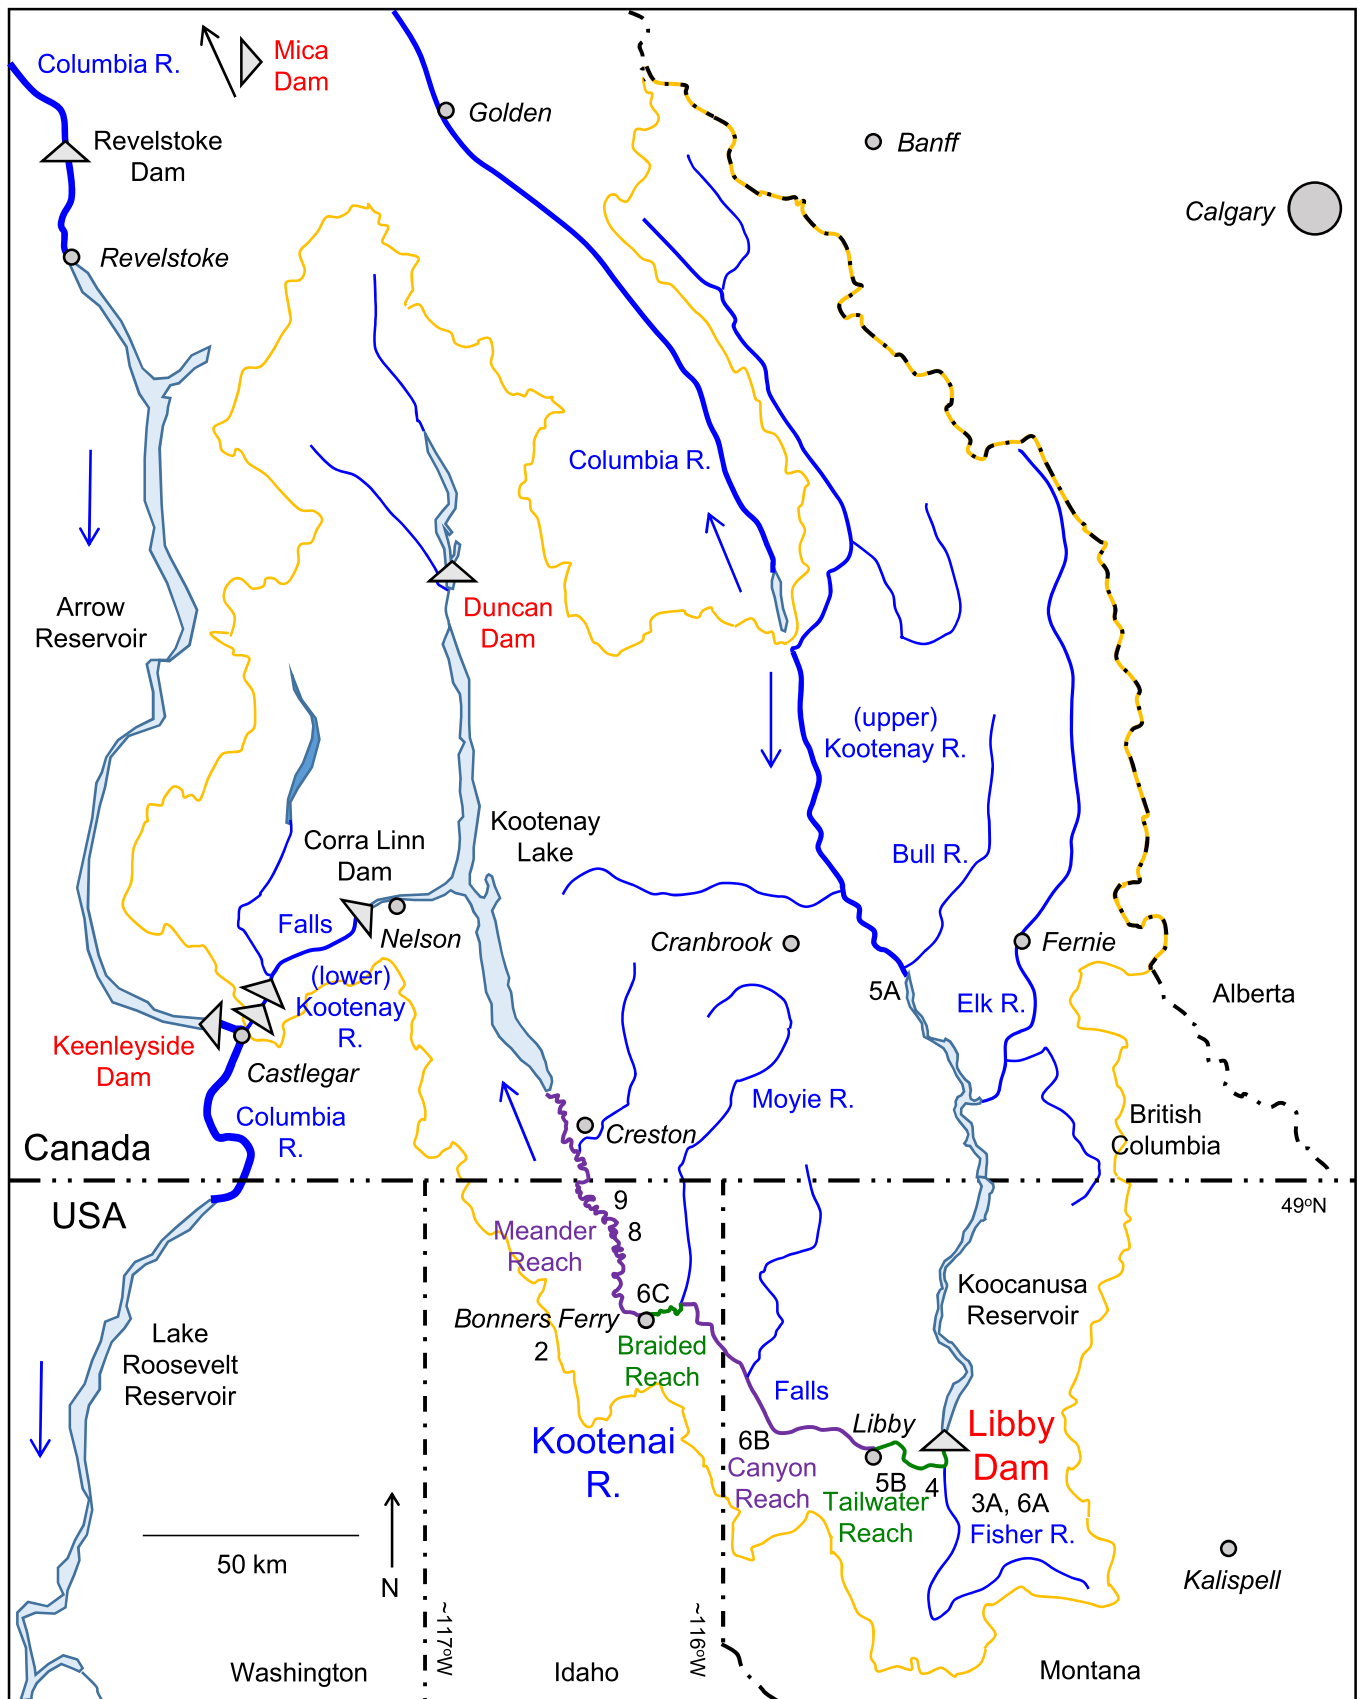 Columbia R.
Mica
Dam
Golden
Banff
Revelstoke
Dam
Calgary
Revelstoke
Columbia R.
Arrow
Reservoir
Duncan
Dam
(upper)
Kootenay R.
Kootenay
Lake
Corra Linn
Dam
Bull R.
Falls
Nelson
Cranbrook
Fernie
(lower)
Kootenay
R.
5A
Elk R.
Alberta
Keenleyside
Dam
Castlegar
Columbia
R.
Moyie R.
Creston
British
Columbia
Canada
USA
49ºN
9
8
Meander
Reach
6C
Bonners Ferry
2
Braided
Reach
Koocanusa
Reservoir
Lake
Roosevelt
Reservoir
Falls
Libby
Libby
Dam
Kootenai
R.
6B
Canyon
Reach
5B
4
Tailwater
Reach
3A, 6A
Fisher R.
50 km
N
Kalispell
~117ºW
~116ºW
Washington
Idaho
Montana